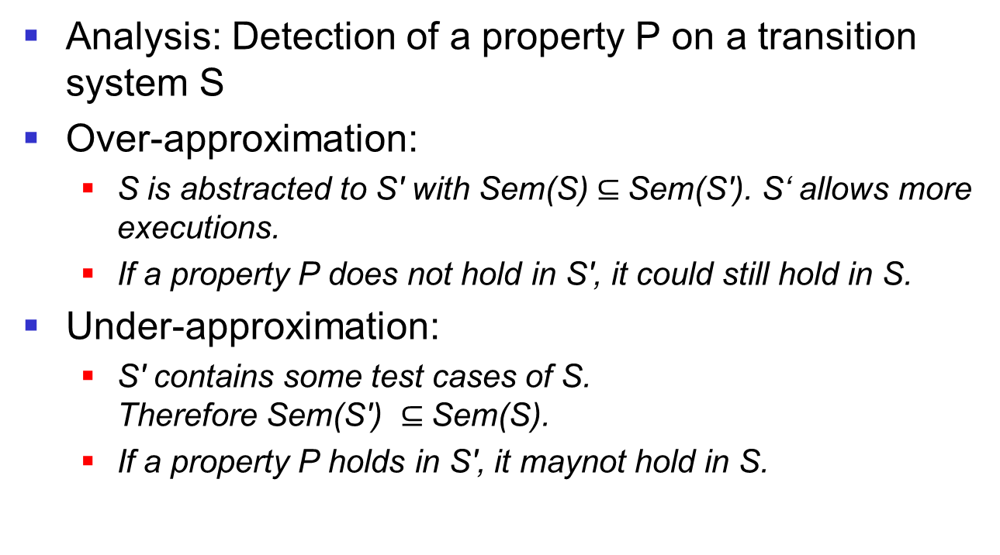 Analysis: Detection of a property P on a transition
system S
Over-approximation:
S is abstracted to S' with Sem(S) ⊆ Sem(S'). S‘ allows more
executions.
If a property P does not hold in S', it could still hold in S.
Under-approximation:
S' contains some test cases of S.
Therefore Sem(S') ⊆ Sem(S).
If a property P holds in S', it maynot hold in S.